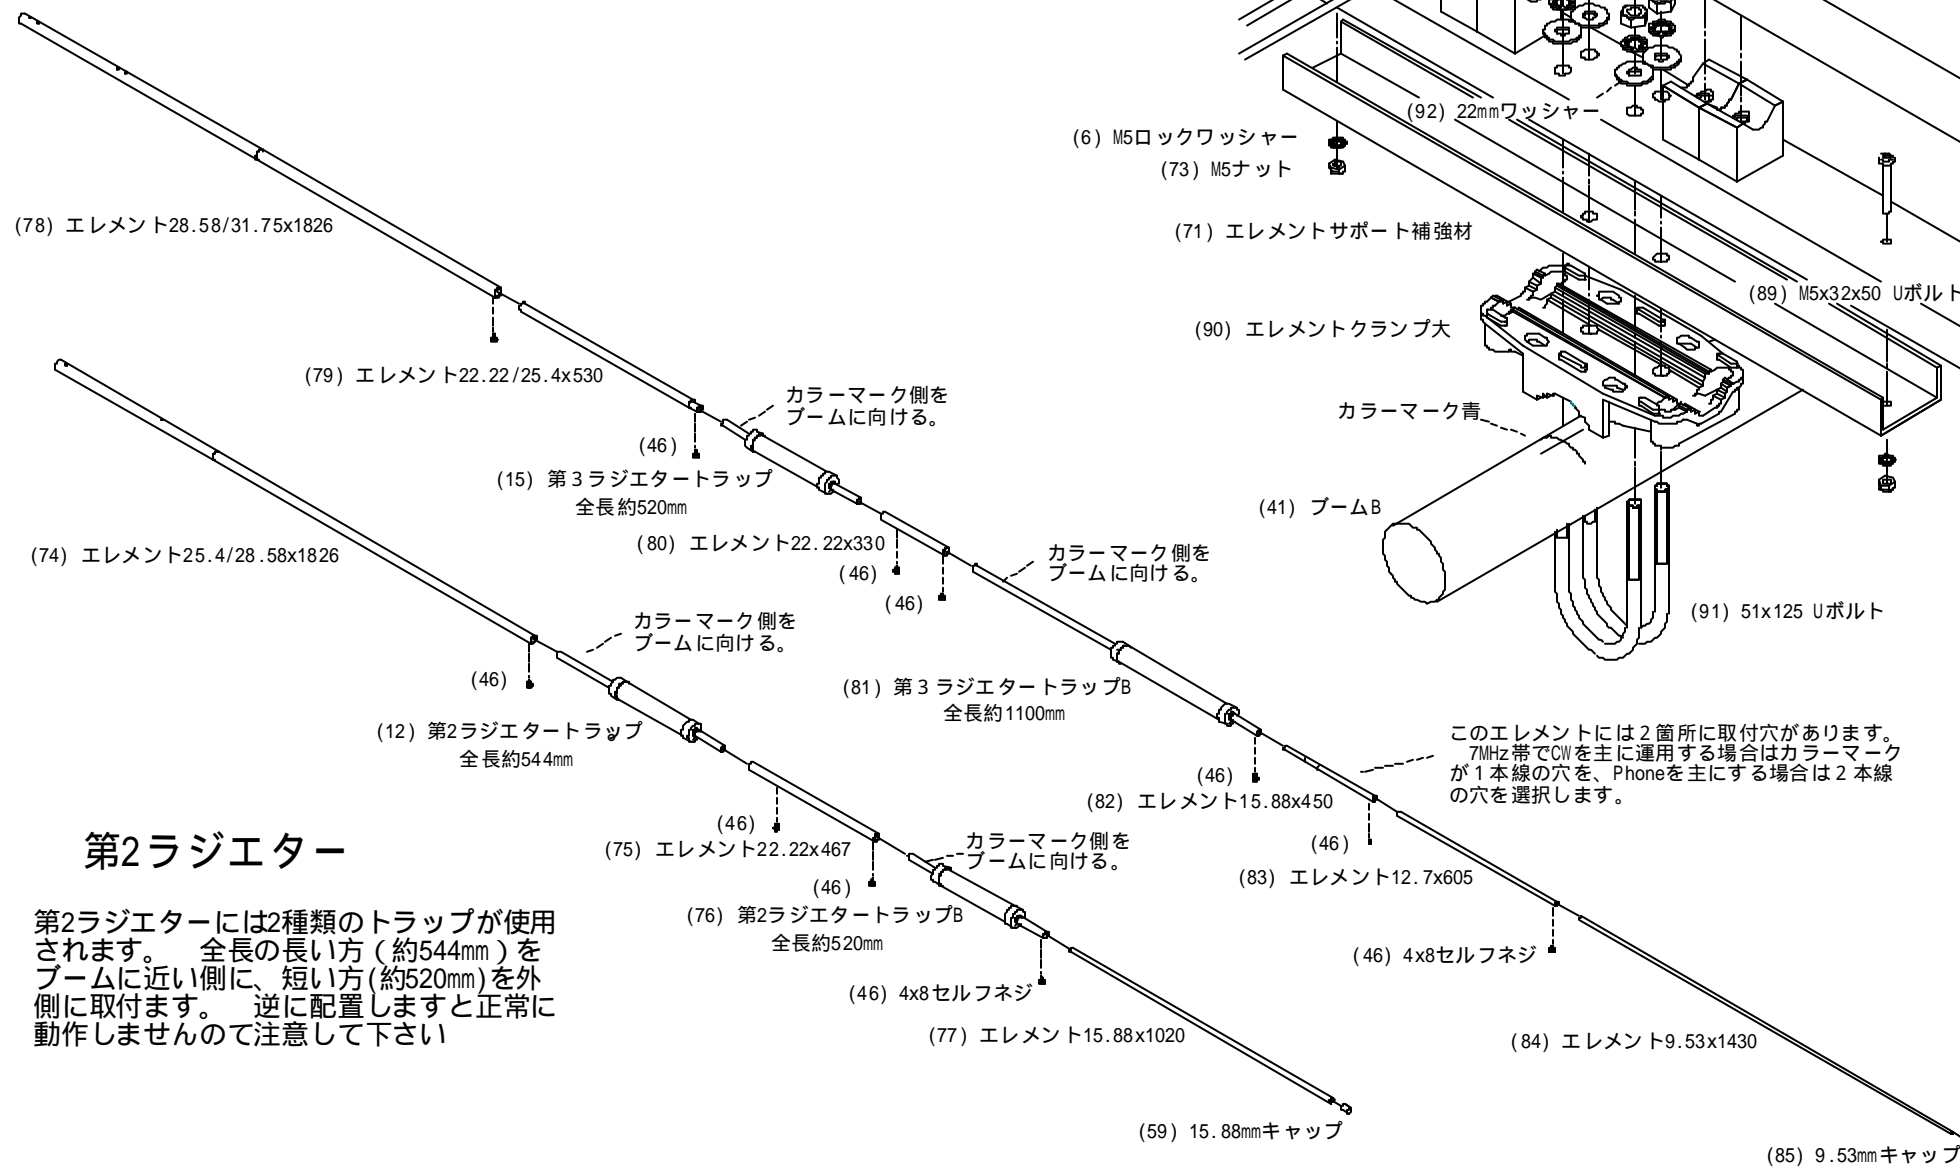 (92) 22mmワッシャー
(6) M5ロックワッシャー
(73) M5ナット
(78) エレメント28.58/31.75x1826
(71) エレメントサポート補強材
(89) M5x32x50 Uボルト
(90) エレメントクランプ大
(79) エレメント22.22/25.4x530
カラーマーク側を
ブームに向ける。
カラーマーク青
(46)
(15) 第3ラジエタートラップ
全長約520mm
(41) ブームB
(80) エレメント22.22x330
(46)
(46)
カラーマーク側を
ブームに向ける。
(74) エレメント25.4/28.58x1826
(91) 51x125 Uボルト
カラーマーク側を
ブームに向ける。
(46)
(81) 第3ラジエタートラップB
全長約1100mm
(12) 第2ラジエタートラップ
全長約544mm
このエレメントには2箇所に取付穴があります。
7MHz帯でCWを主に運用する場合はカラーマーク
が1本線の穴を、Phoneを主にする場合は2本線
の穴を選択します。
(46)
(82) エレメント15.88x450
(46)
(75) エレメント22.22x467
(46)
カラーマーク側を
ブームに向ける。
(46)
(83) エレメント12.7x605
第2ラジエター
(76) 第2ラジエタートラップB
全長約520mm
第2ラジエターには2種類のトラップが使用
されます。　全長の長い方(約544mm)を
ブームに近い側に、短い方(約520mm)を外
側に取付ます。　逆に配置しますと正常に
動作しませんのて注意して下さい
(46) 4x8セルフネジ
(46) 4x8セルフネジ
(77) エレメント15.88x1020
(84) エレメント9.53x1430
(59) 15.88mmキャップ
(85) 9.53mmキャップ